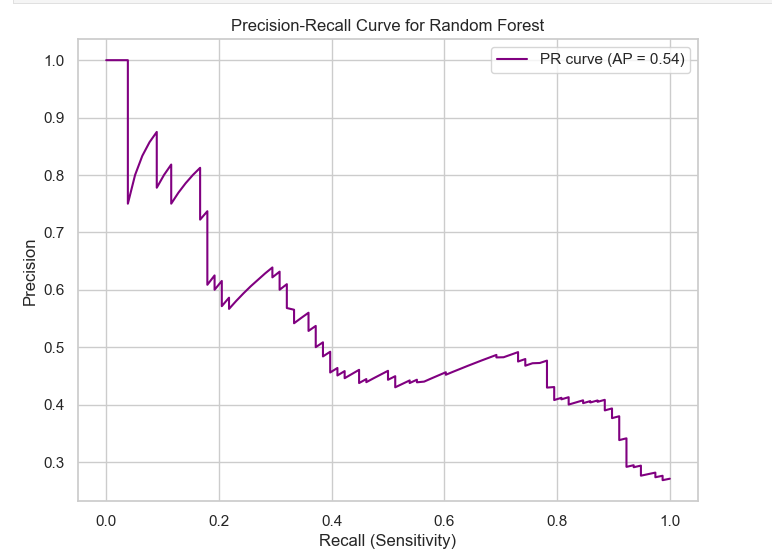 Precision-Recall Curve for Random Forest
PR curve (AP = 0.54)
1.0
0.9
0.8
0.7
0.6
0.5
0.4
0.3
Precision
0.0 0.2 0.4 0.6 0.8 1.0
Recall (Sensitivity)